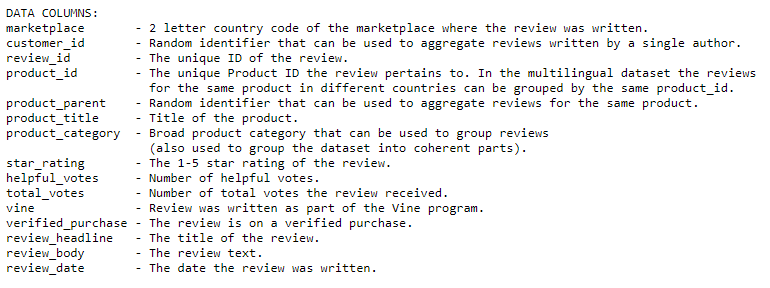 DATA COLUMNS:
marketplace - 2 letter country code of the marketplace where the review was written.
customer_id - Random identifier that can be used to aggregate reviews written by a single author.
review_id - The unique ID of the review.
product_id - The unique Product ID the review pertains to. In the multilingual dataset the reviews
for the same product in different countries can be grouped by the same product_id.
product_parent - Random identifier that can be used to aggregate reviews for the same product.
product_title - Title of the product.
product_category - Broad product category that can be used to group reviews
(also used to group the dataset into coherent parts).
star_rating - The 1-5 star rating of the review.
helpful_votes - Number of helpful votes.
total_votes - Number of total votes the review received.
vine - Review was written as part of the Vine program.
verified_purchase - The review is on a verified purchase.
review_headline - The title of the review.
review_body - The review text.
review_date - The date the review was written.